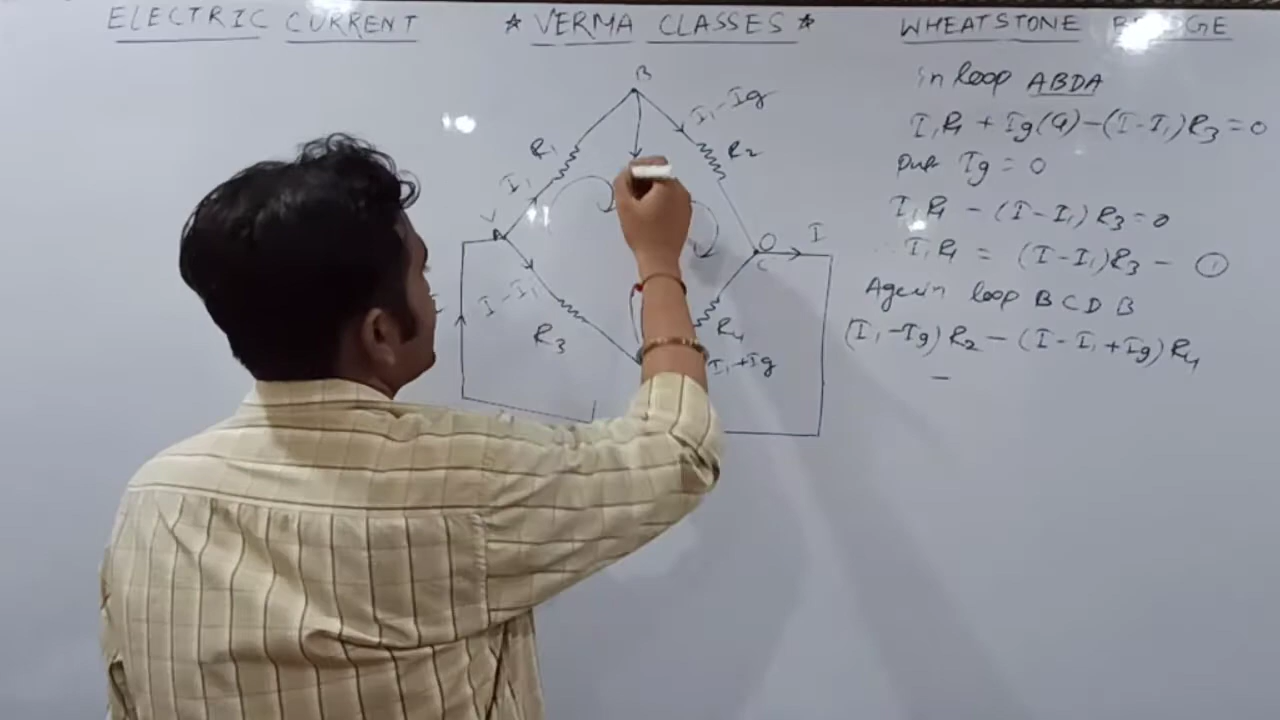 ELECTRIC CURRENT
★ VERMA CLASSES ★
WHEATSTONE GE
B
I₁-Ig
R₁
R₂
I₁
I
C
I-I₁
R₃
R₄
I₁+Ig
In loop ABDA
I₁R₁ + Ig(G) - (I-I₁)R₃ = 0
Put Ig = 0
I₁R₁ - (I-I₁)R₃ = 0
I₁R₁ = (I-I₁)R₃ - ①
Again loop BCDB
(I₁-Ig)R₂ - (I-I₁+Ig)R₄
-